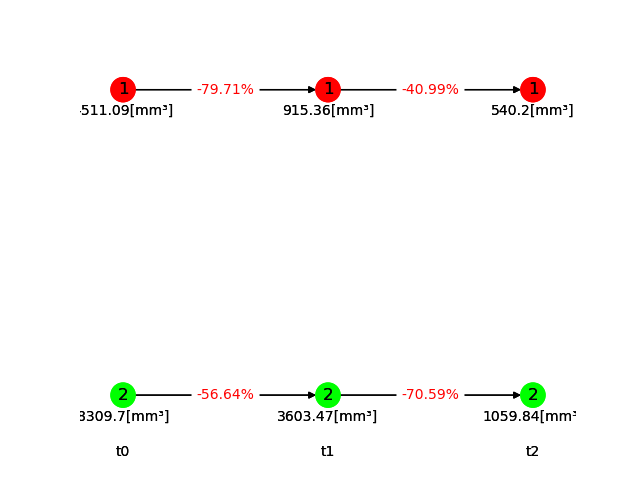 1 -79.71% 1 -40.99% 1
511.09[mm³] 915.36[mm³] 540.2[mm³]
2 -56.64% 2 -70.59% 2
8309.7[mm³] 3603.47[mm³] 1059.84[mm³
t0 t1 t2